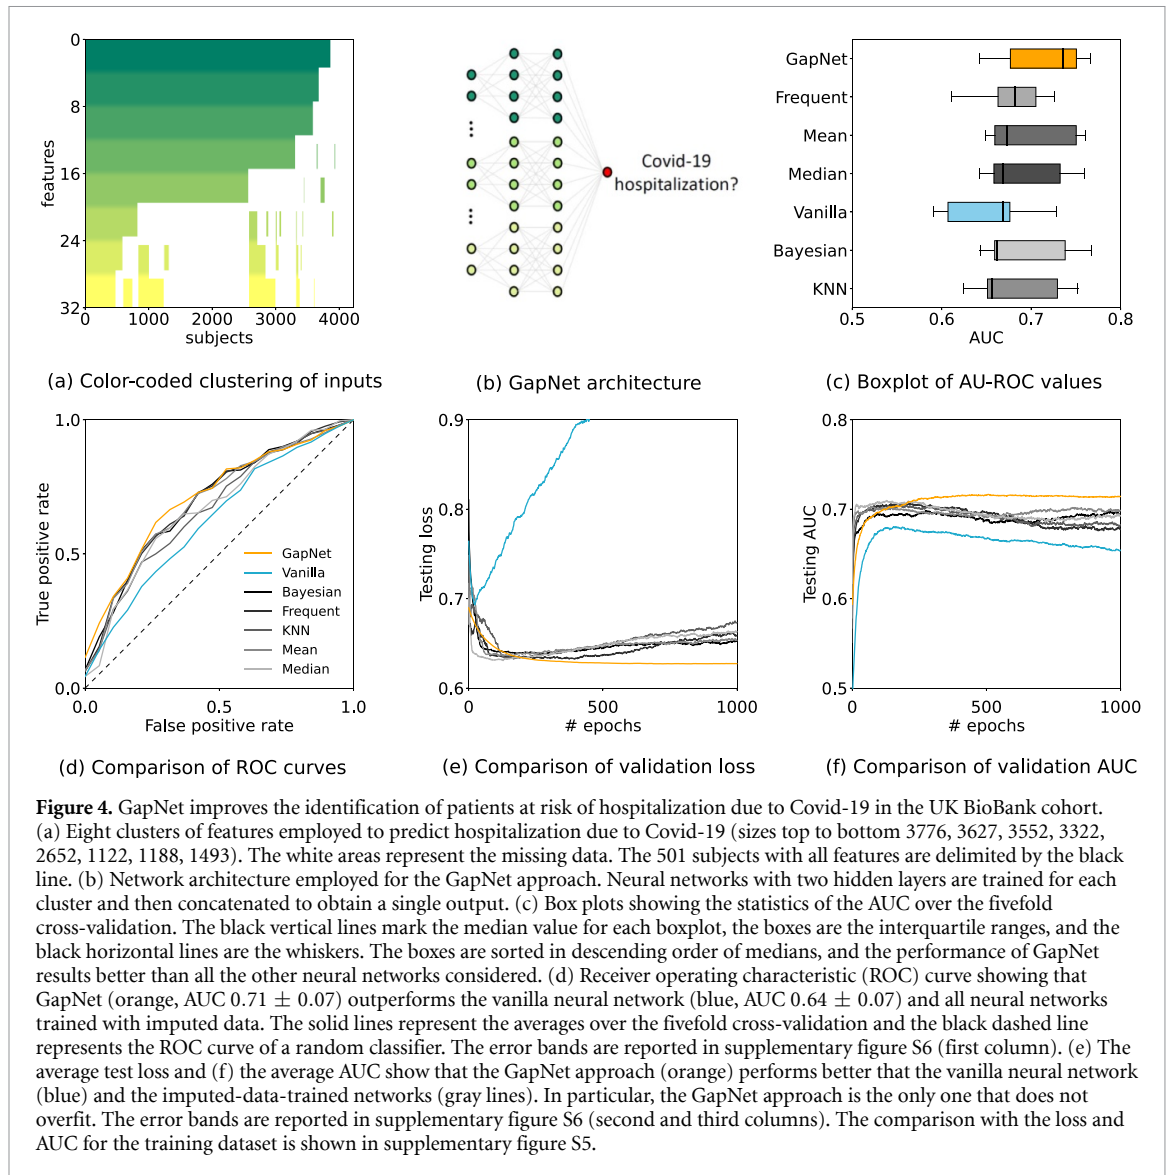 0
8
16
24
32
features
0 1000 2000 3000 4000
subjects
(a) Color-coded clustering of inputs
Covid-19
hospitalization?
(b) GapNet architecture
GapNet
Frequent
Mean
Median
Vanilla
Bayesian
KNN
0.5 0.6 0.7 0.8
AUC
(c) Boxplot of AU-ROC values
1.0
0.5
0.0
True positive rate
GapNet
Vanilla
Bayesian
Frequent
KNN
Mean
Median
0.0 0.5 1.0
False positive rate
(d) Comparison of ROC curves
0.9
0.8
0.7
0.6
Testing loss
0 500 1000
# epochs
(e) Comparison of validation loss
0.8
0.7
0.6
0.5
Testing AUC
0 500 1000
# epochs
(f) Comparison of validation AUC
Figure 4. GapNet improves the identification of patients at risk of hospitalization due to Covid-19 in the UK BioBank cohort.
(a) Eight clusters of features employed to predict hospitalization due to Covid-19 (sizes top to bottom 3776, 3627, 3552, 3322,
2652, 1122, 1188, 1493). The white areas represent the missing data. The 501 subjects with all features are delimited by the black
line. (b) Network architecture employed for the GapNet approach. Neural networks with two hidden layers are trained for each
cluster and then concatenated to obtain a single output. (c) Box plots showing the statistics of the AUC over the fivefold
cross-validation. The black vertical lines mark the median value for each boxplot, the boxes are the interquartile ranges, and the
black horizontal lines are the whiskers. The boxes are sorted in descending order of medians, and the performance of GapNet
results better than all the other neural networks considered. (d) Receiver operating characteristic (ROC) curve showing that
GapNet (orange, AUC 0.71 ± 0.07) outperforms the vanilla neural network (blue, AUC 0.64 ± 0.07) and all neural networks
trained with imputed data. The solid lines represent the averages over the fivefold cross-validation and the black dashed line
represents the ROC curve of a random classifier. The error bands are reported in supplementary figure S6 (first column). (e) The
average test loss and (f) the average AUC show that the GapNet approach (orange) performs better that the vanilla neural network
(blue) and the imputed-data-trained networks (gray lines). In particular, the GapNet approach is the only one that does not
overfit. The error bands are reported in supplementary figure S6 (second and third columns). The comparison with the loss and
AUC for the training dataset is shown in supplementary figure S5.